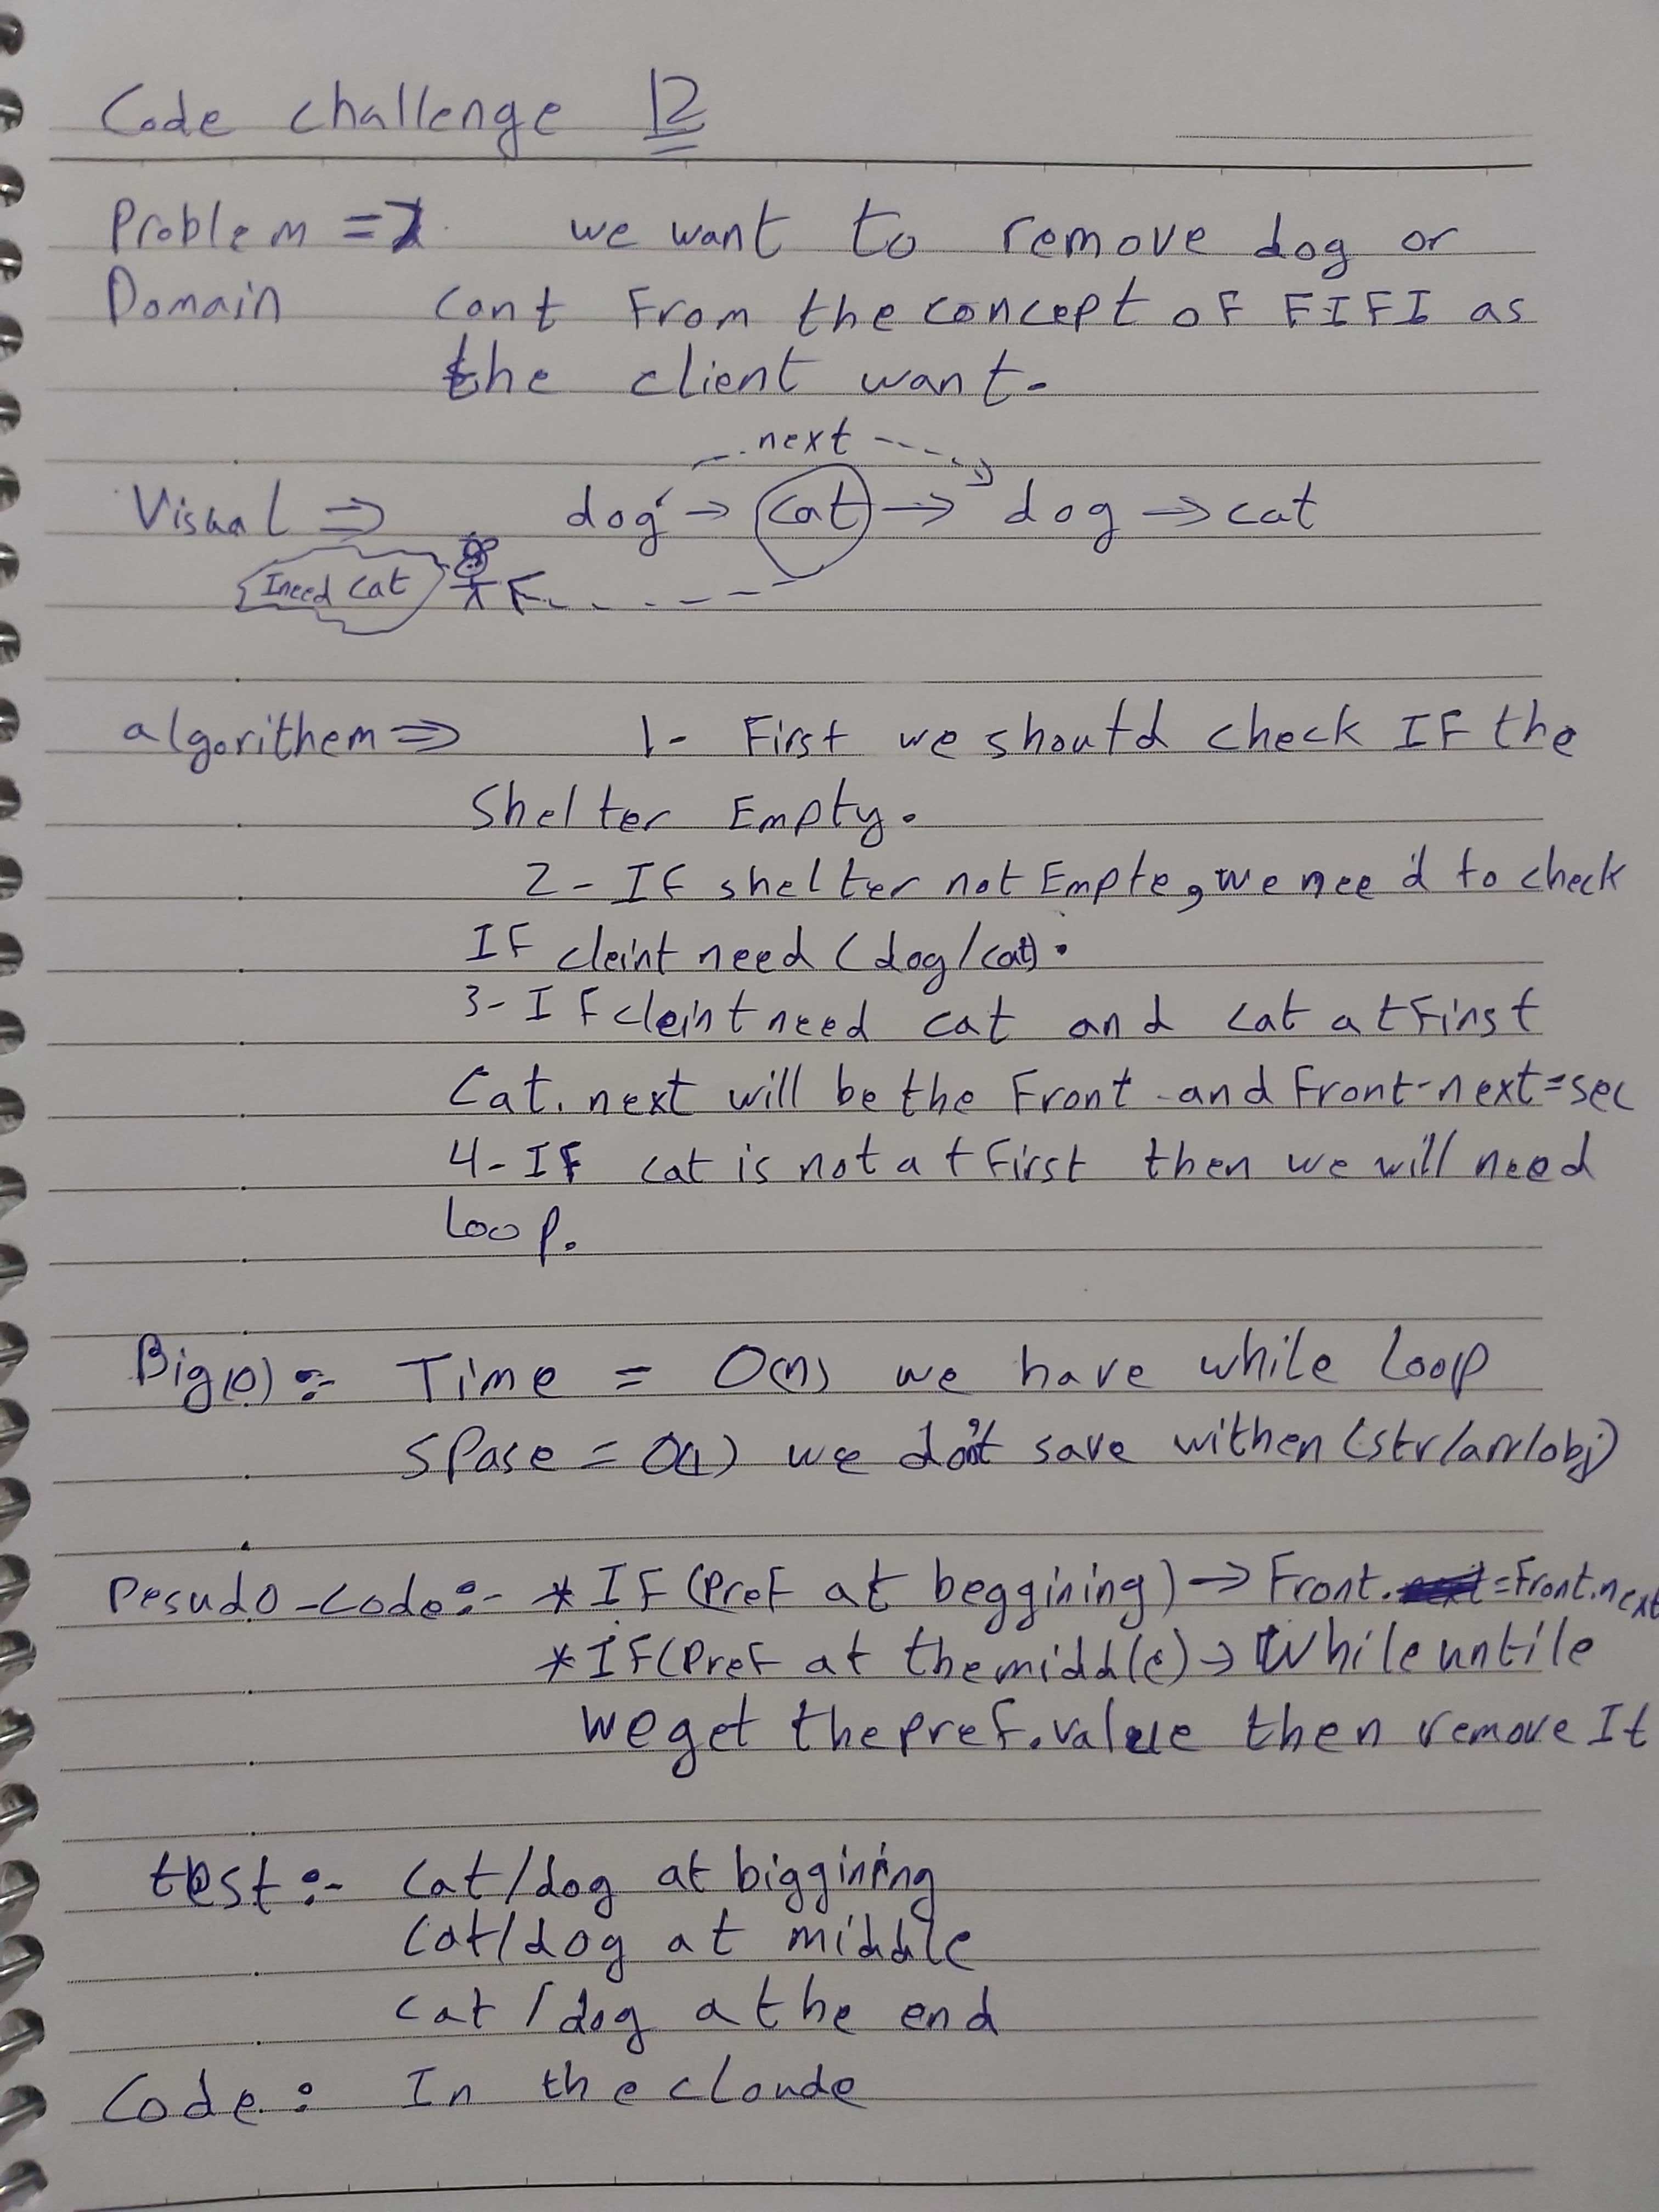 Code challenge 12
Problem => we want to remove dog or
Domain cant From the concept of FIFI as
the client want.
next
Visual => dog -> cat -> dog -> cat
I need cat
algorithem => 1- First we should check IF the
Shelter Empty.
2- IF shelter not Empte, we need to check
IF cleint need (dog/cat).
3- IF cleint need cat and cat at First
Cat. next will be the Front and Front-next=sec
4- IF cat is not at First then we will need
Loop.
Big(O) :- Time = O(n) we have while loop
SPase = O(1) we don't save withen (str/arr/obj)
Pesudo-code:- * IF (Pref at beggining) -> Front. =Front.next
* IF (Pref at the middle) -> While untile
We get the pref.value then remove It
test :- Cat/dog at biggining
Cat/dog at middle
cat/dog at the end
Code : In the cloude